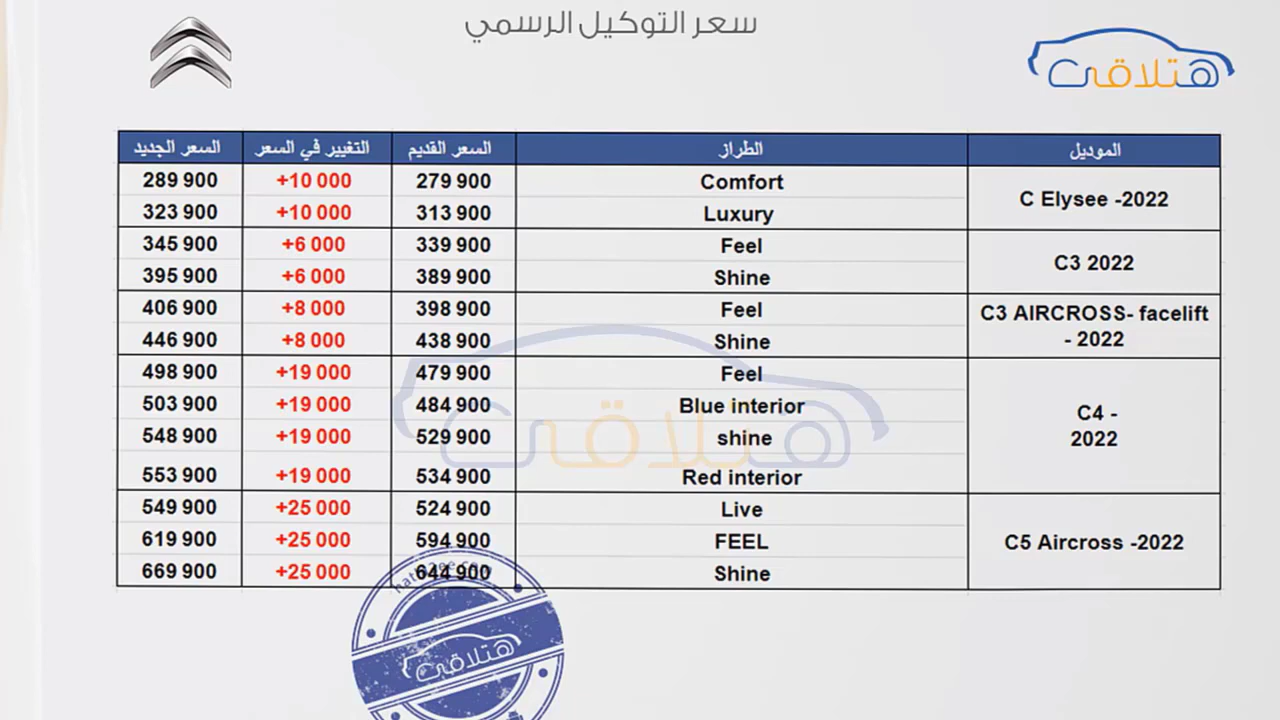 سعر التوكيل الرسمي
هتلاقى
الموديل الطراز السعر القديم التغيير في السعر السعر الجديد
C Elysee -2022 Comfort 279 900 +10 000 289 900
Luxury 313 900 +10 000 323 900
C3 2022 Feel 339 900 +6 000 345 900
Shine 389 900 +6 000 395 900
C3 AIRCROSS- facelift - 2022 Feel 398 900 +8 000 406 900
Shine 438 900 +8 000 446 900
C4 - 2022 Feel 479 900 +19 000 498 900
Blue interior 484 900 +19 000 503 900
shine 529 900 +19 000 548 900
Red interior 534 900 +19 000 553 900
C5 Aircross -2022 Live 524 900 +25 000 549 900
FEEL 594 900 +25 000 619 900
Shine 644 900 +25 000 669 900
هتلاقى
هتلاقى